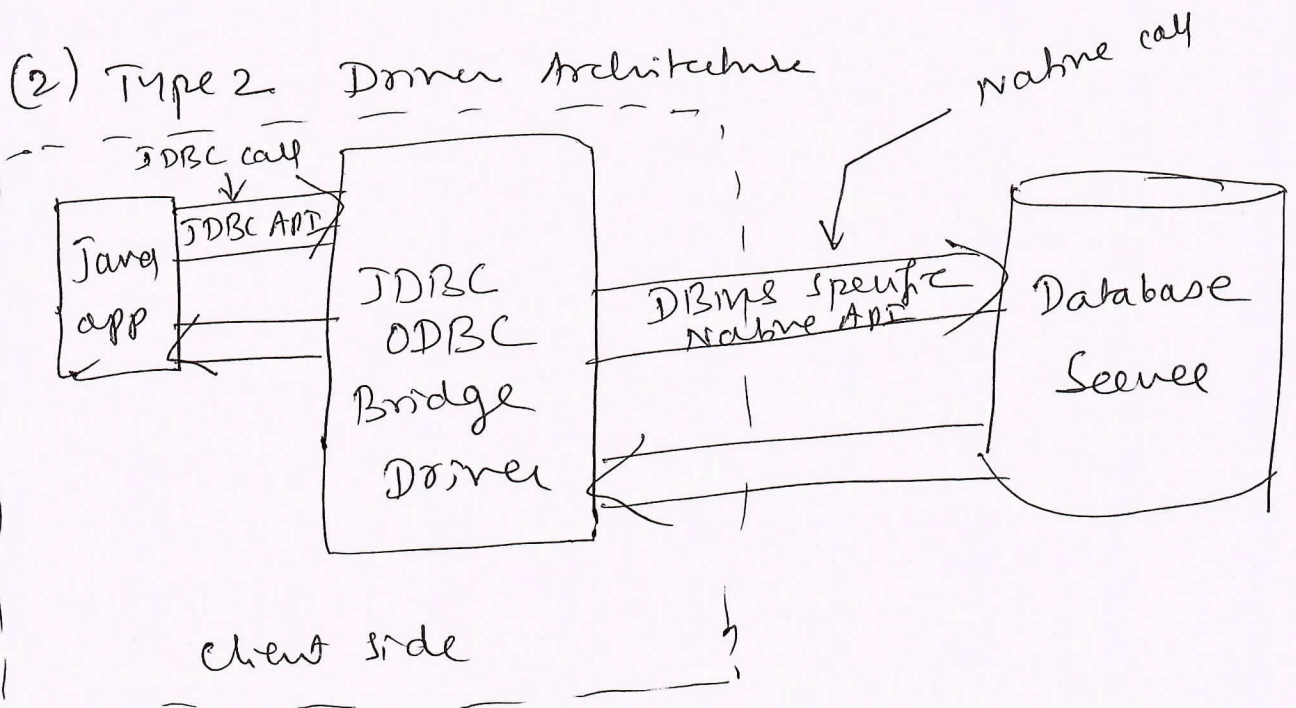 (2) Type 2 Driver Architecture
Native call
JDBC call
JDBC API
Java
app
JDBC
ODBC
Bridge
Driver
DBMS specific
Native API
Database
Server
Client side